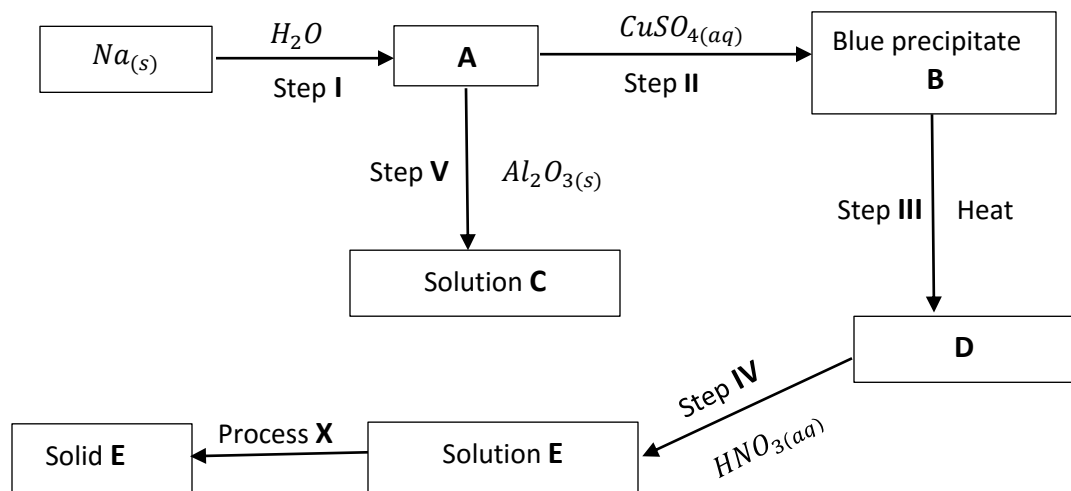 Na(s)
H₂O
Step I
A
CuSO₄(aq)
Step II
Blue precipitate
B
Step V
Al₂O₃(s)
Step III
Heat
Solution C
D
Step IV
HNO₃(aq)
Solution E
Process X
Solid E